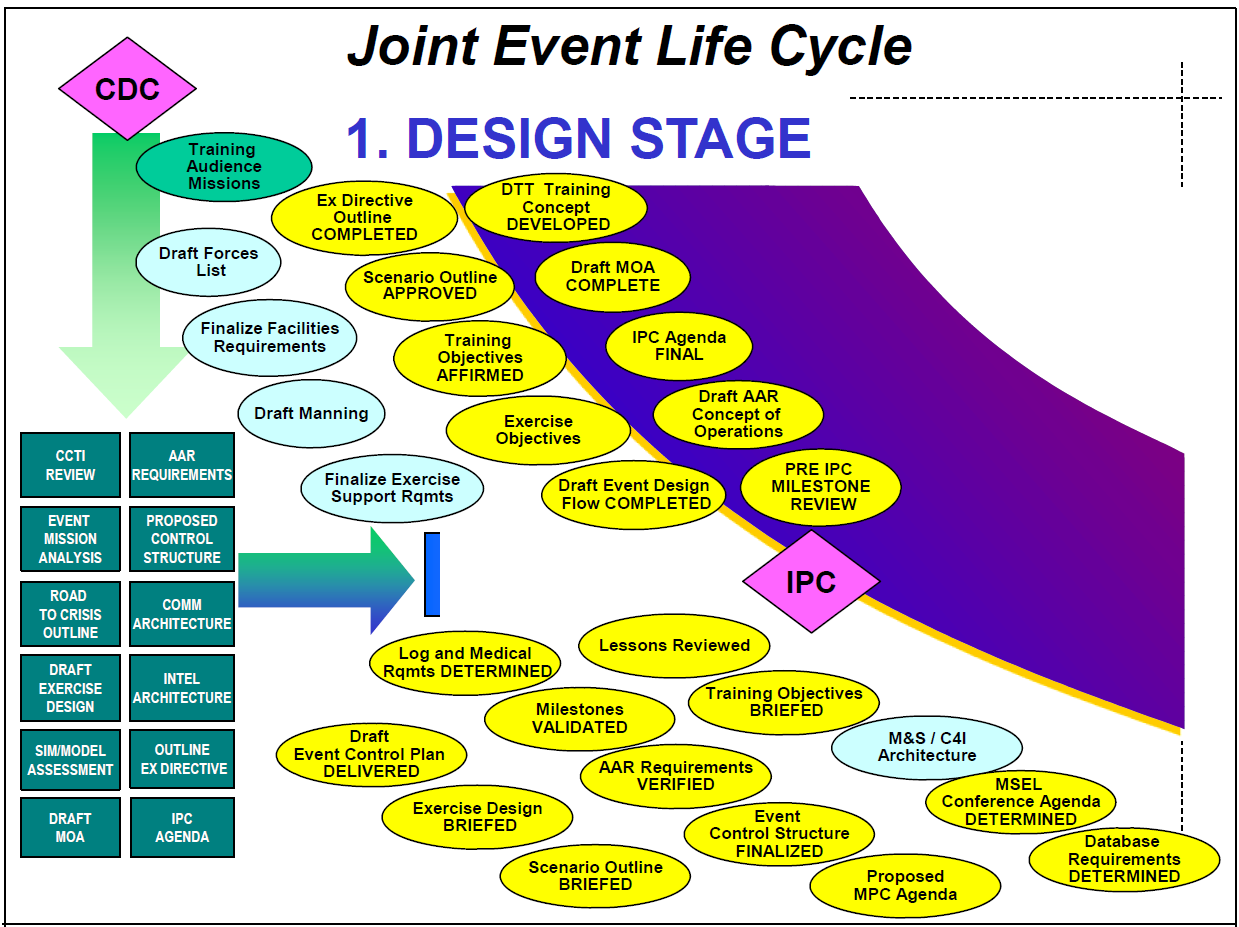 Joint Event Life Cycle
CDC
1. DESIGN STAGE
Training
Audience
Missions
Ex Directive
Outline
COMPLETED
DTT  Training
Concept
DEVELOPED
Draft Forces
List
Scenario Outline
APPROVED
Draft MOA
COMPLETE
Finalize Facilities
Requirements
Training
Objectives
AFFIRMED
IPC Agenda
FINAL
Draft Manning
Exercise
Objectives
Draft AAR
Concept of
Operations
Finalize Exercise
Support Rqmts
Draft Event Design
Flow COMPLETED
PRE IPC
MILESTONE
REVIEW
CCTI
REVIEW
AAR
REQUIREMENTS
EVENT
MISSION
ANALYSIS
PROPOSED
CONTROL
STRUCTURE
ROAD
TO CRISIS
OUTLINE
COMM
ARCHITECTURE
DRAFT
EXERCISE
DESIGN
INTEL
ARCHITECTURE
SIM/MODEL
ASSESSMENT
OUTLINE
EX DIRECTIVE
DRAFT
MOA
IPC
AGENDA
IPC
Log and Medical
Rqmts DETERMINED
Lessons Reviewed
Milestones
VALIDATED
Training Objectives
BRIEFED
Draft
Event Control Plan
DELIVERED
AAR Requirements
VERIFIED
M&S / C4I
Architecture
Exercise Design
BRIEFED
Event
Control Structure
FINALIZED
MSEL
Conference Agenda
DETERMINED
Scenario Outline
BRIEFED
Proposed
MPC Agenda
Database
Requirements
DETERMINED